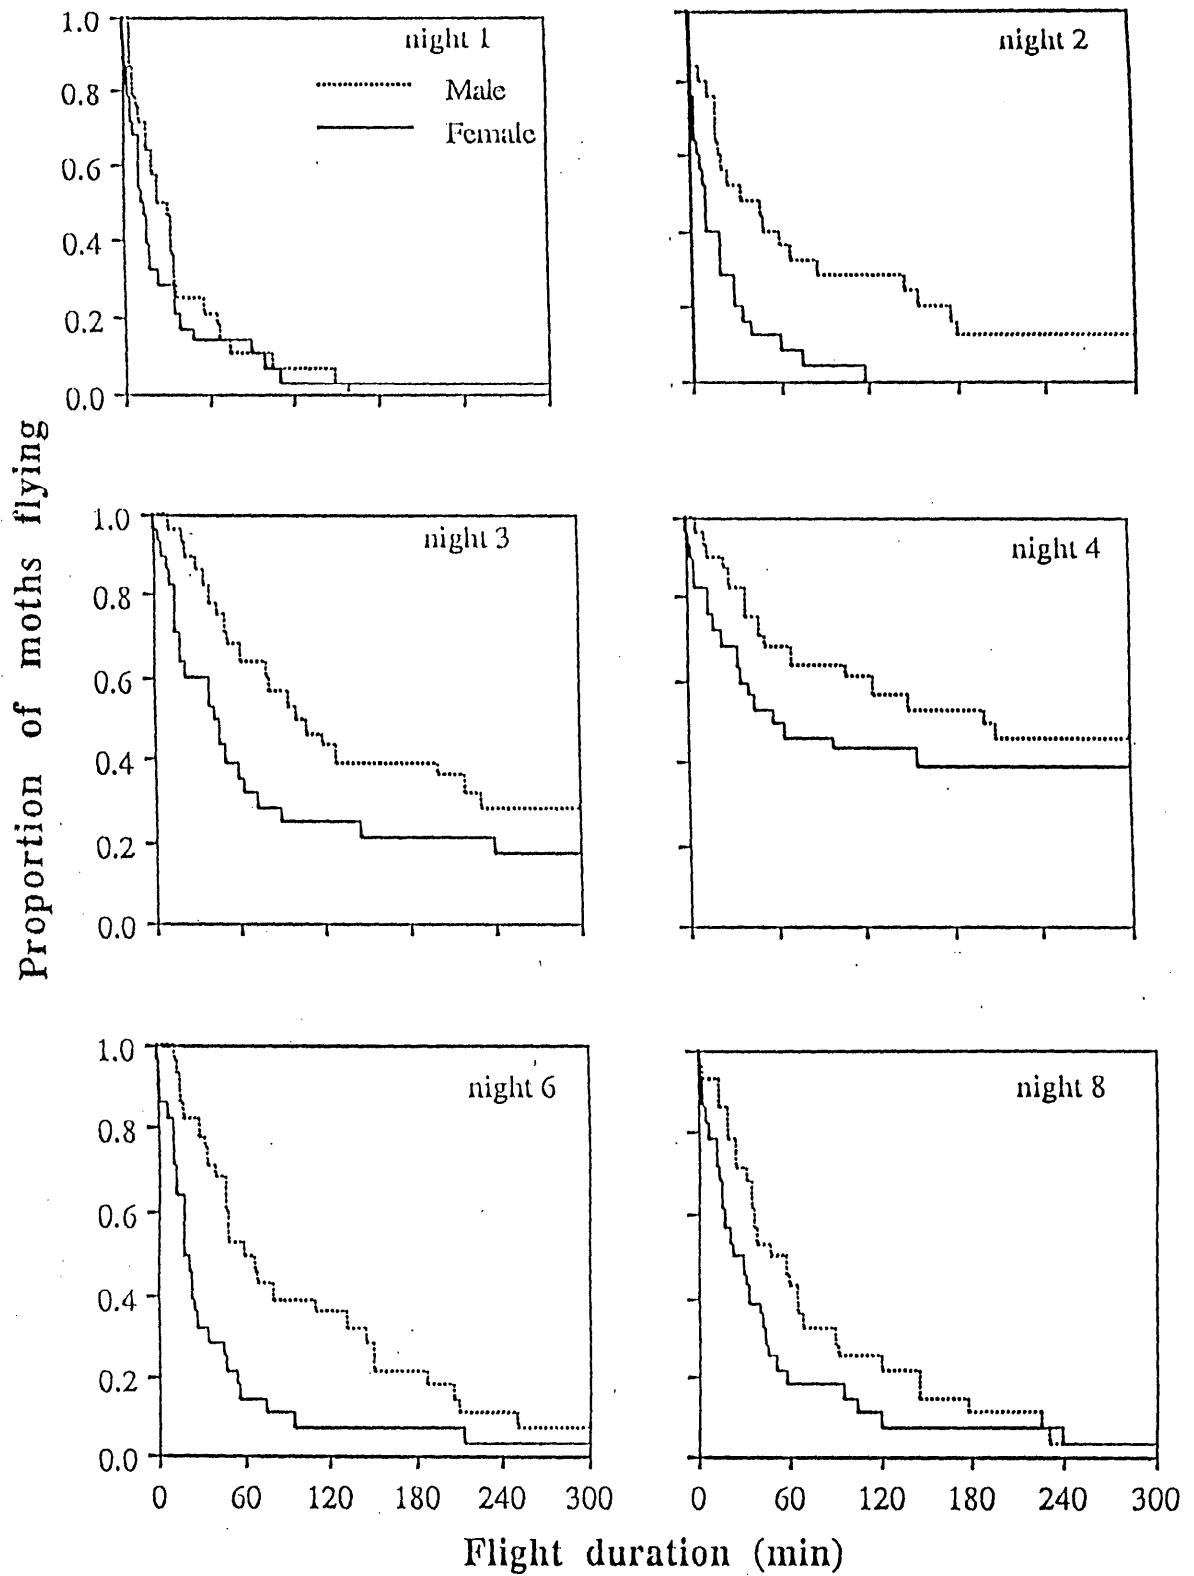 1.0
night 1
night 2
Male
0.8
Female
0.6
0.4
0.2
0.0
Proportion of moths flying
1.0
night 3
night 4
0.8
0.6
0.4
0.2
0.0
1.0
night 6
night 8
0.8
0.6
0.4
0.2
0.0
0 60 120 180 240 300 0 60 120 180 240 300
Flight duration (min)